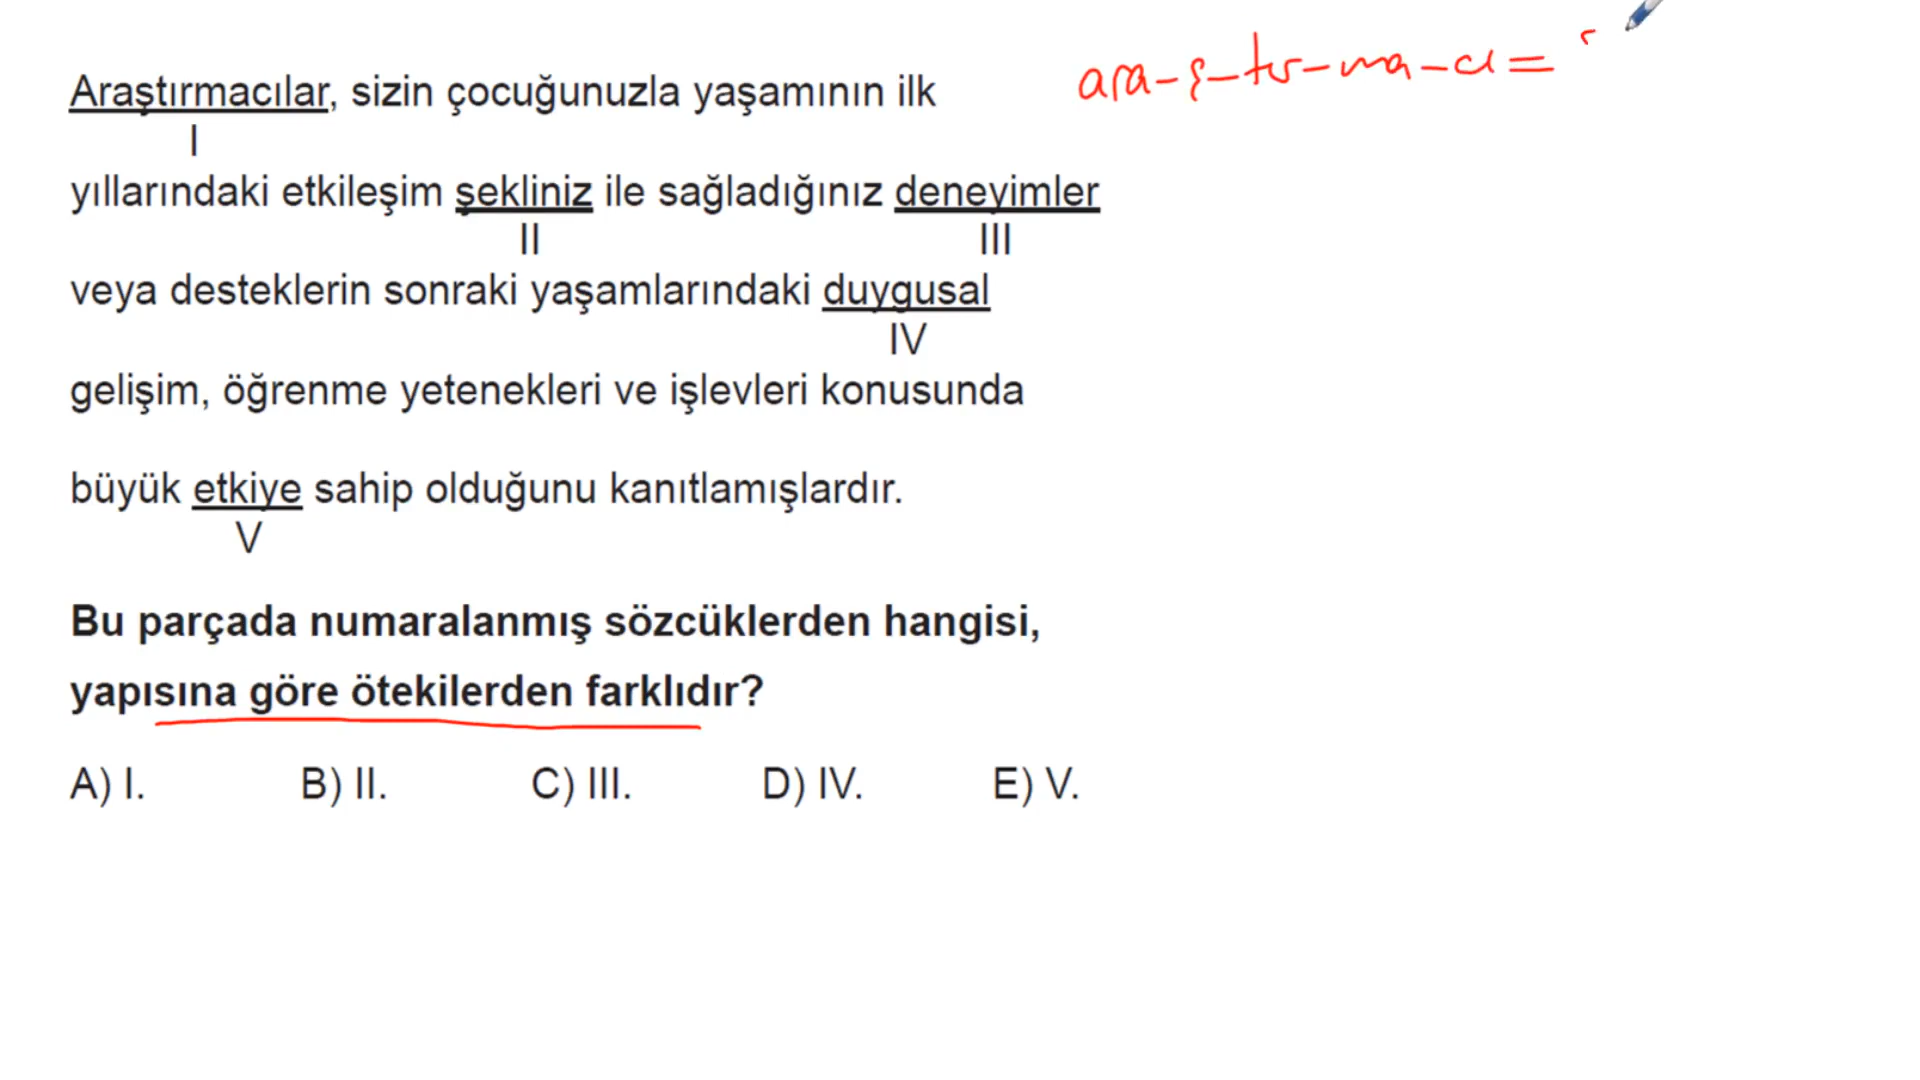 Araştırmacılar, sizin çocuğunuzla yaşamının ilk
I
yıllarındaki etkileşim şekliniz ile sağladığınız deneyimler
II III
veya desteklerin sonraki yaşamlarındaki duygusal
IV
gelişim, öğrenme yetenekleri ve işlevleri konusunda
büyük etkiye sahip olduğunu kanıtlamışlardır.
V
Bu parçada numaralanmış sözcüklerden hangisi,
yapısına göre ötekilerden farklıdır?
A) I. B) II. C) III. D) IV. E) V.
ara-ş-tır-ma-cı=